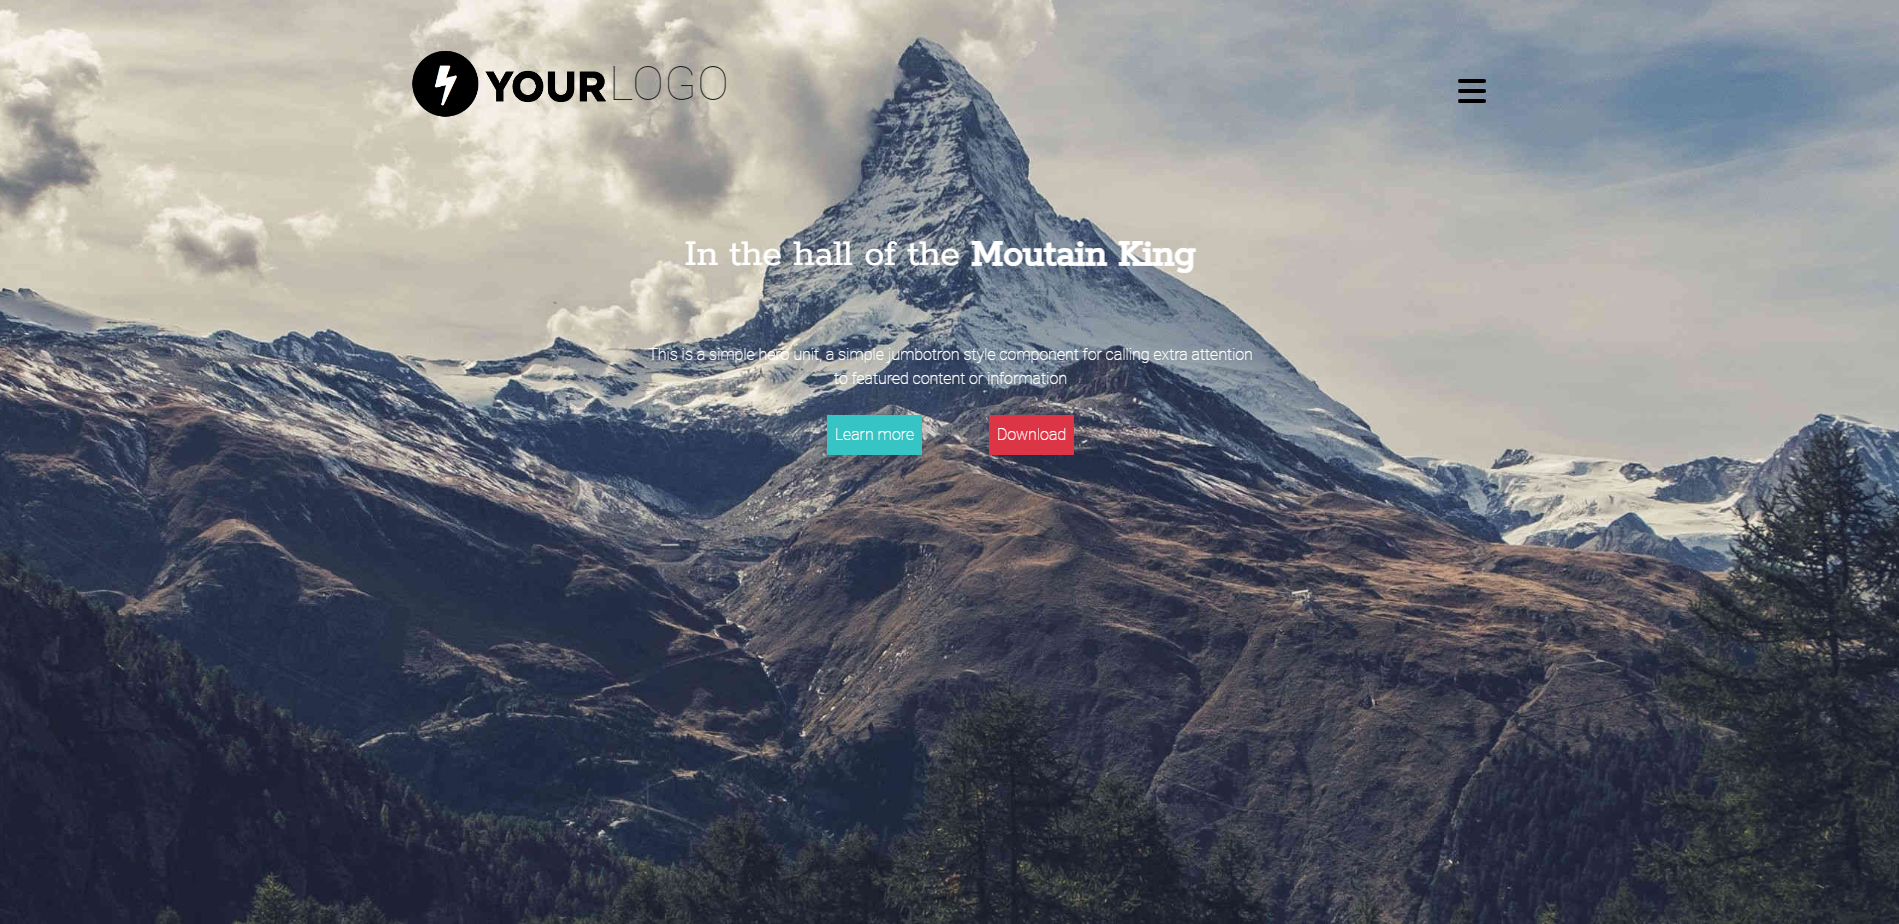 YOURLOGO
In the hall of the Moutain King
This is a simple hero unit, a simple jumbotron style component for calling extra attention
to featured content or information
Learn more
Download